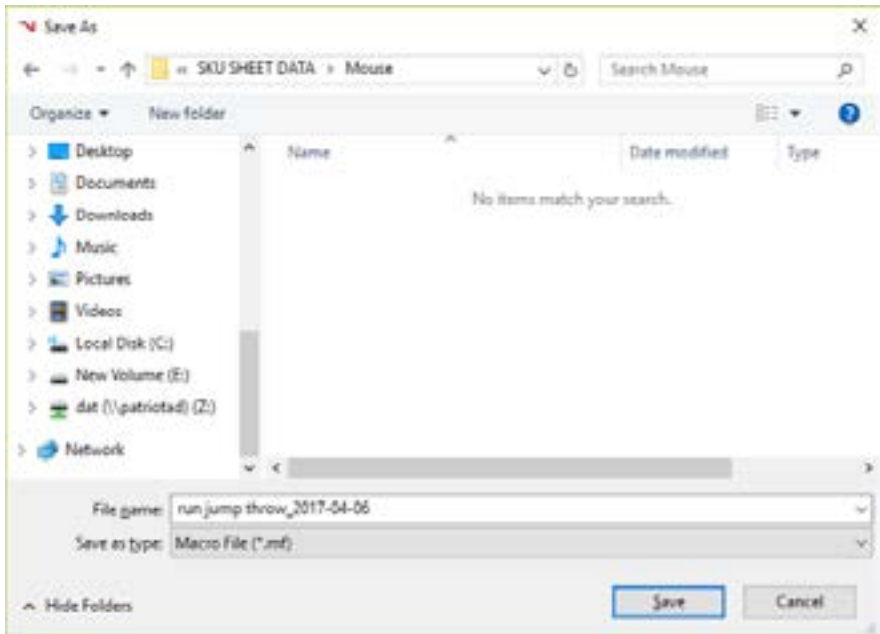 Save As
« SKU SHEET DATA › Mouse
Search Mouse
Organize
New folder
Name
Date modified
Type
Desktop
No items match your search.
Documents
Downloads
Music
Pictures
Videos
Local Disk (C:)
New Volume (E:)
dat (\\patriotad) (Z:)
Network
File name: run jump throw_2017-04-06
Save as type: Macro File (*.mf)
Hide Folders
Save
Cancel